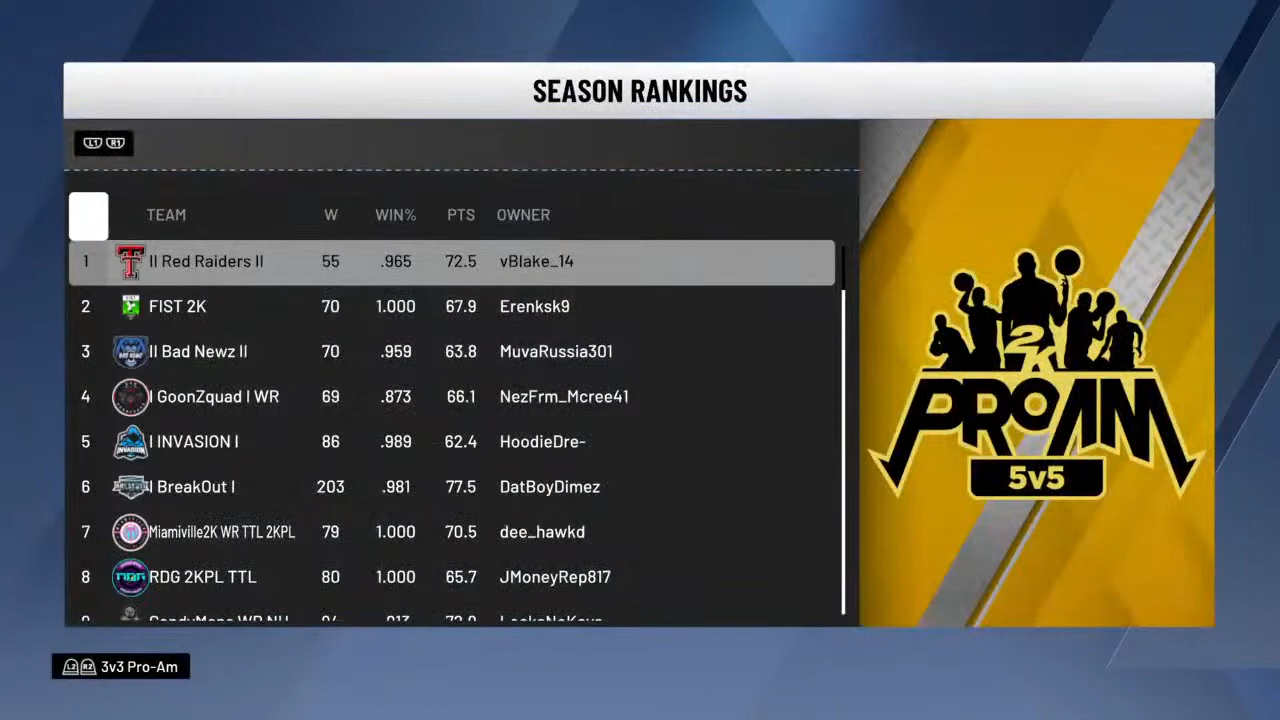 SEASON RANKINGS
L1 R1
TEAM W WIN% PTS OWNER
1 II Red Raiders II 55 .965 72.5 vBlake_14
2 FIST 2K 70 1.000 67.9 Erenksk9
3 II Bad Newz II 70 .959 63.8 MuvaRussia301
4 I GoonZquad I WR 69 .873 66.1 NezFrm_Mcree41
5 I INVASION I 86 .989 62.4 HoodieDre-
6 I BreakOut I 203 .981 77.5 DatBoyDimez
7 Miamiville2K WR TTL 2KPL 79 1.000 70.5 dee_hawkd
8 RDG 2KPL TTL 80 1.000 65.7 JMoneyRep817
2K
PRO AM
5v5
L2 R2 3v3 Pro-Am